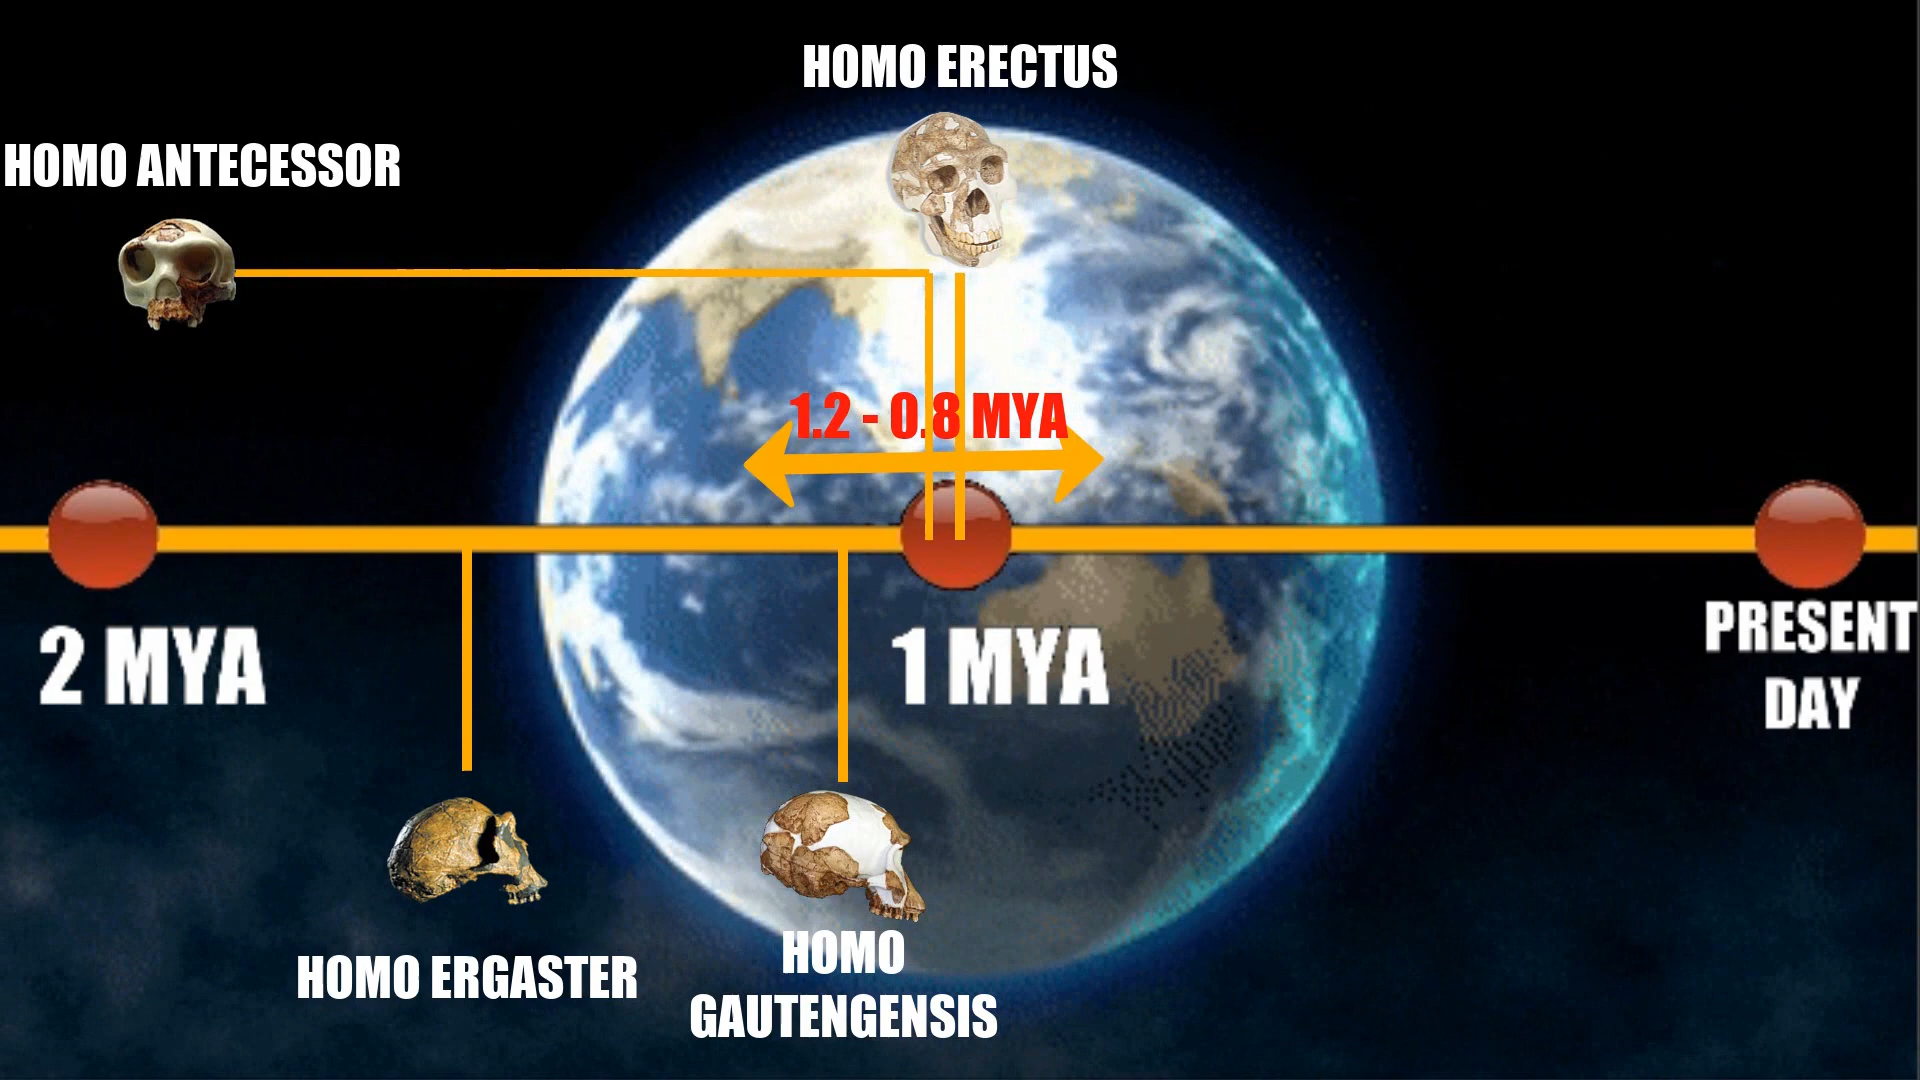 HOMO ERECTUS
HOMO ANTECESSOR
1.2 - 0.8 MYA
2 MYA
1 MYA
PRESENT
DAY
HOMO ERGASTER
HOMO
GAUTENGENSIS